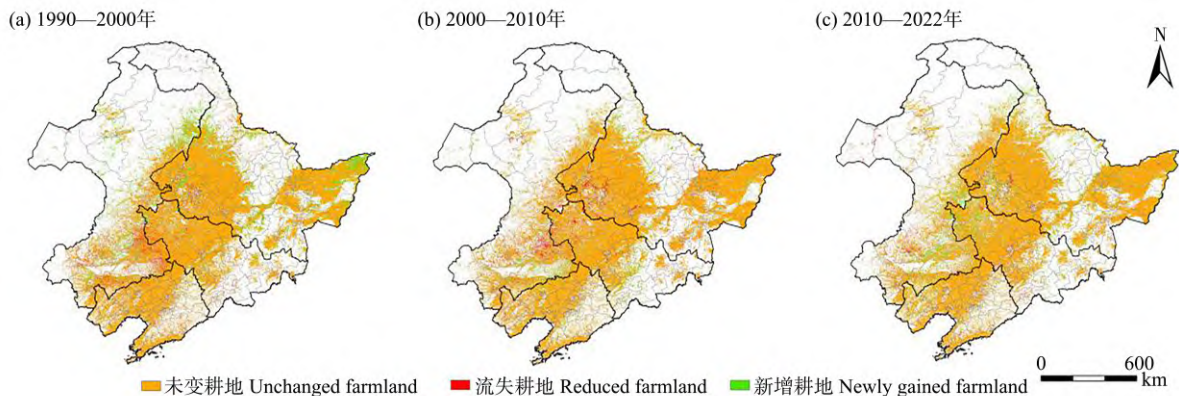 (a) 1990—2000年
(b) 2000—2010年
(c) 2010—2022年
N
0 600
km
未变耕地 Unchanged farmland
流失耕地 Reduced farmland
新增耕地 Newly gained farmland